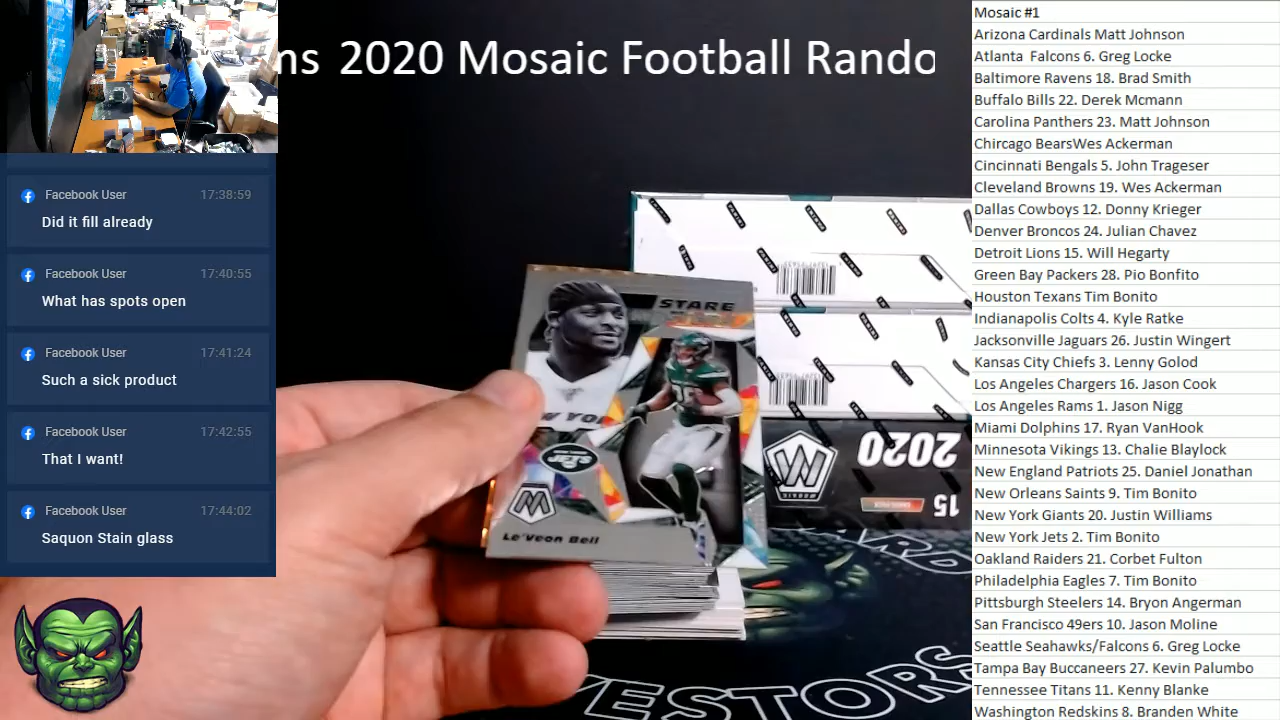 ns 2020 Mosaic Football Rando
Facebook User 17:38:59
Did it fill already
Facebook User 17:40:55
What has spots open
Facebook User 17:41:24
Such a sick product
Facebook User 17:42:55
That I want!
Facebook User 17:44:02
Saquon Stain glass
STARE
Le'Veon Bell
2020
15
VESTORS
Mosaic #1
Arizona Cardinals Matt Johnson
Atlanta Falcons 6. Greg Locke
Baltimore Ravens 18. Brad Smith
Buffalo Bills 22. Derek Mcmann
Carolina Panthers 23. Matt Johnson
Chircago BearsWes Ackerman
Cincinnati Bengals 5. John Trageser
Cleveland Browns 19. Wes Ackerman
Dallas Cowboys 12. Donny Krieger
Denver Broncos 24. Julian Chavez
Detroit Lions 15. Will Hegarty
Green Bay Packers 28. Pio Bonfito
Houston Texans Tim Bonito
Indianapolis Colts 4. Kyle Ratke
Jacksonville Jaguars 26. Justin Wingert
Kansas City Chiefs 3. Lenny Golod
Los Angeles Chargers 16. Jason Cook
Los Angeles Rams 1. Jason Nigg
Miami Dolphins 17. Ryan VanHook
Minnesota Vikings 13. Chalie Blaylock
New England Patriots 25. Daniel Jonathan
New Orleans Saints 9. Tim Bonito
New York Giants 20. Justin Williams
New York Jets 2. Tim Bonito
Oakland Raiders 21. Corbet Fulton
Philadelphia Eagles 7. Tim Bonito
Pittsburgh Steelers 14. Bryon Angerman
San Francisco 49ers 10. Jason Moline
Seattle Seahawks/Falcons 6. Greg Locke
Tampa Bay Buccaneers 27. Kevin Palumbo
Tennessee Titans 11. Kenny Blanke
Washington Redskins 8. Branden White